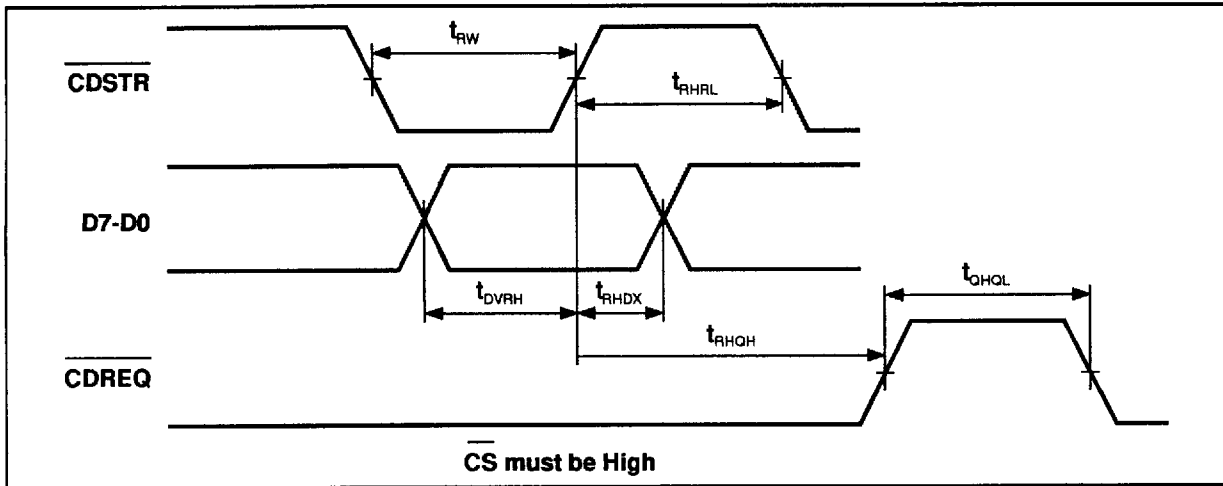 t_RW
CDSTR
t_RHRL
D7-D0
t_DVRH
t_RHDX
t_QHQL
t_RHQH
CDREQ
CS must be High